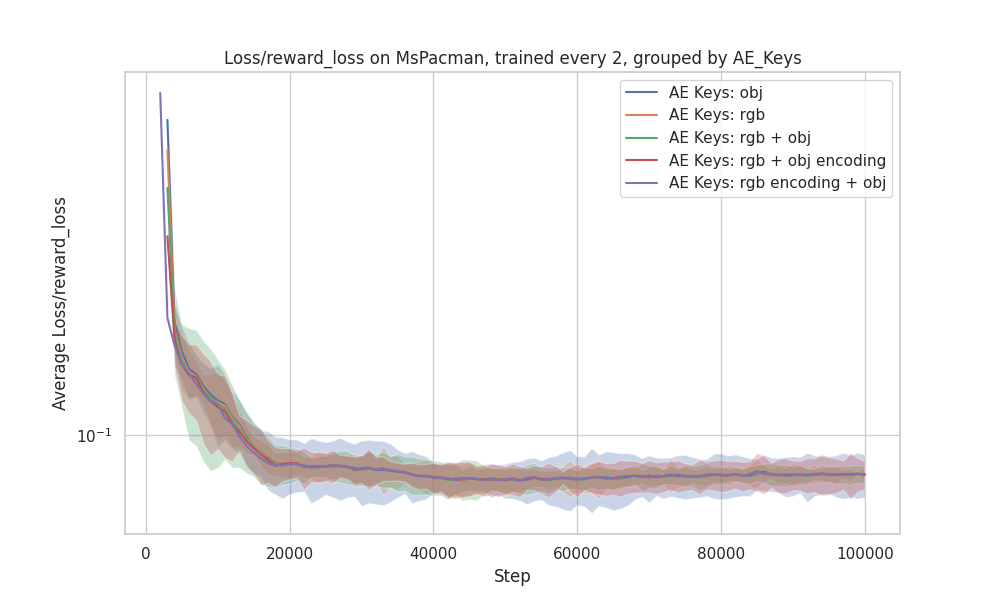 Loss/reward_loss on MsPacman, trained every 2, grouped by AE_Keys
AE Keys: obj
AE Keys: rgb
AE Keys: rgb + obj
AE Keys: rgb + obj encoding
AE Keys: rgb encoding + obj
Average Loss/reward_loss
10⁻¹
0 20000 40000 60000 80000 100000
Step